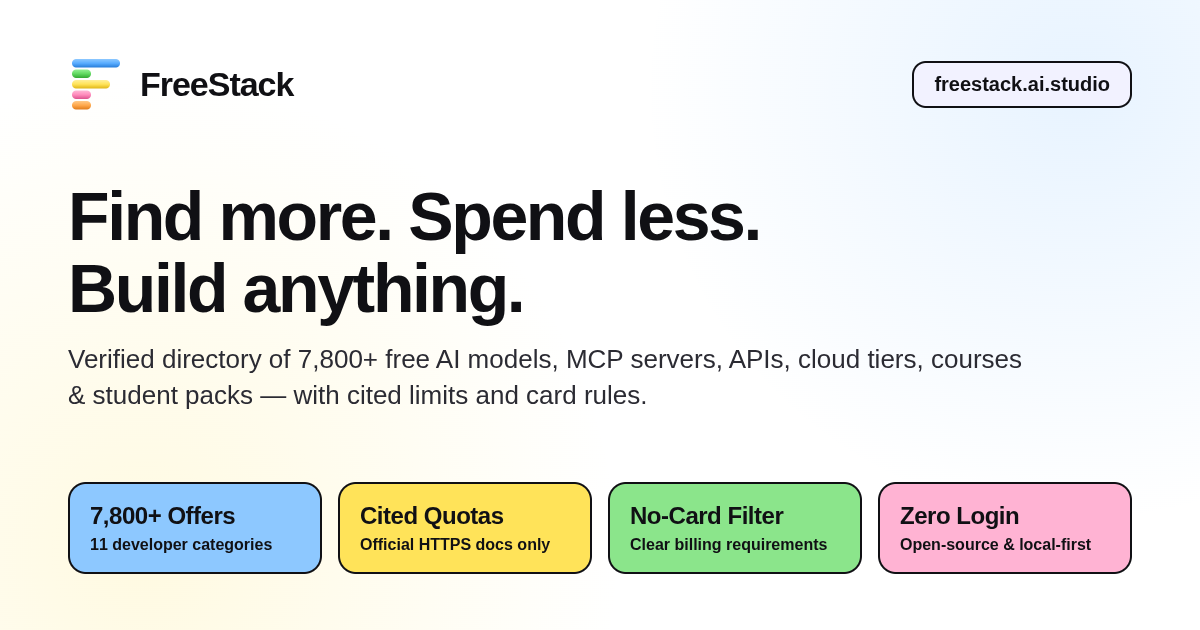 FreeStack
freestack.ai.studio
Find more. Spend less.
Build anything.
Verified directory of 7,800+ free AI models, MCP servers, APIs, cloud tiers, courses
& student packs — with cited limits and card rules.
7,800+ Offers
11 developer categories
Cited Quotas
Official HTTPS docs only
No-Card Filter
Clear billing requirements
Zero Login
Open-source & local-first